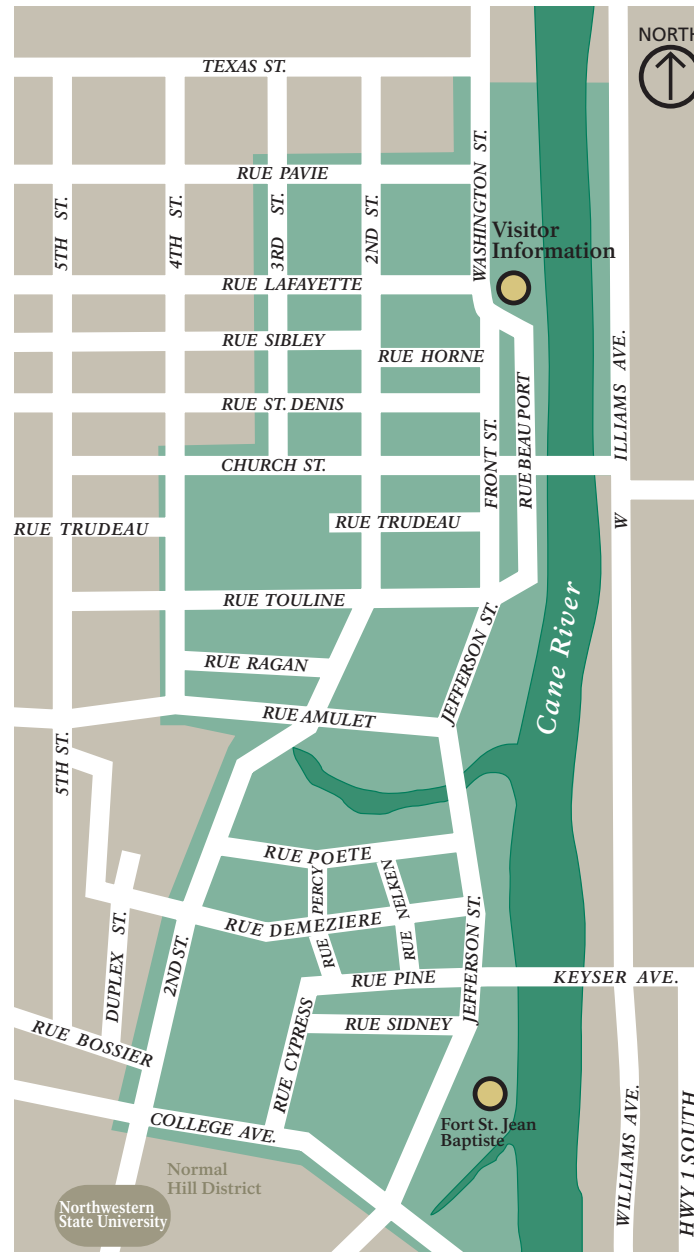 NORTH
TEXAS ST.
RUE PAVIE
WASHINGTON ST.
5TH ST.
4TH ST.
3RD ST.
2ND ST.
Visitor
Information
RUE LAFAYETTE
RUE SIBLEY
RUE HORNE
RUE ST. DENIS
FRONT ST.
RUE BEAUPORT
W ILLIAMS AVE.
CHURCH ST.
RUE TRUDEAU
RUE TRUDEAU
RUE TOULINE
JEFFERSON ST.
Cane River
RUE RAGAN
RUE AMULET
5TH ST.
RUE POETE
RUE PERCY
RUE NELKEN
RUE DEMEZIERE
DUPLEX ST.
2ND ST.
JEFFERSON ST.
RUE PINE
KEYSER AVE.
RUE SIDNEY
RUE CYPRESS
RUE BOSSIER
COLLEGE AVE.
Fort St. Jean
Baptiste
WILLIAMS AVE.
HWY 1 SOUTH
Normal
Hill District
Northwestern
State University